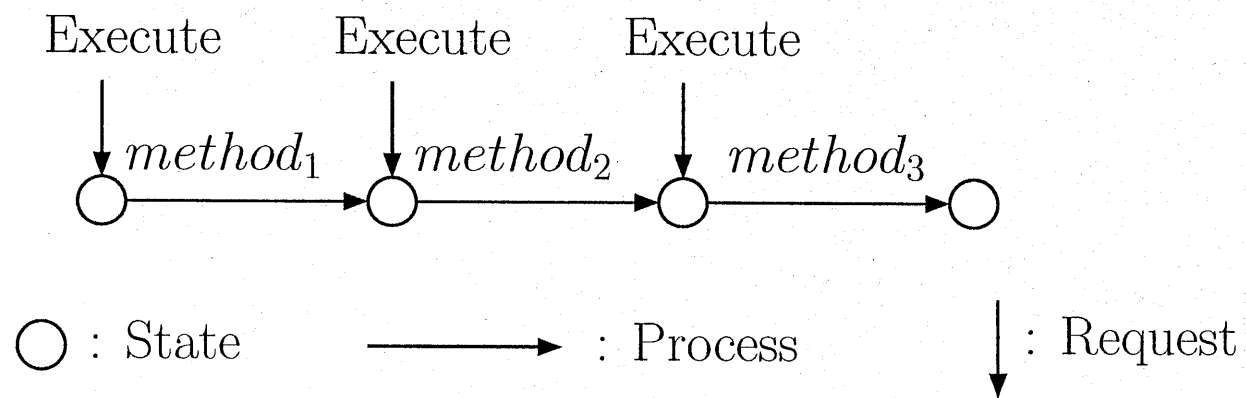 Execute Execute Execute
method₁ method₂ method₃
: State : Process : Request